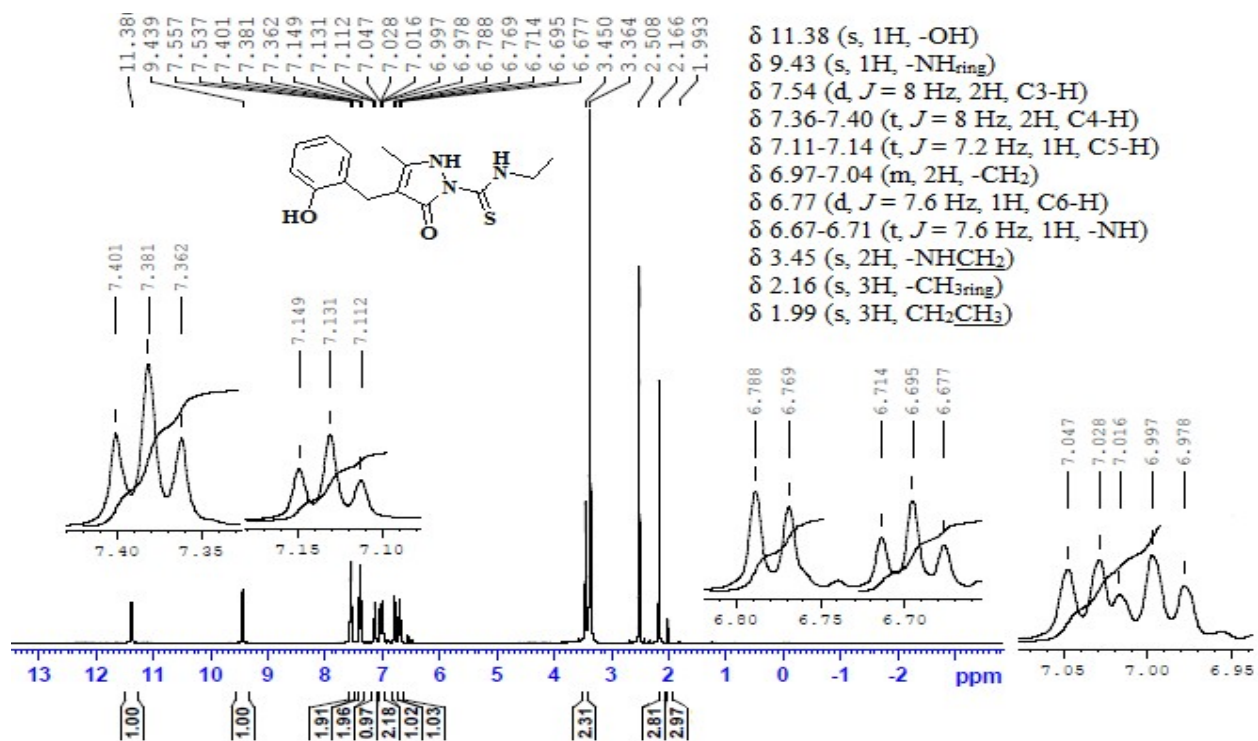 11.380
9.439
7.557
7.537
7.401
7.381
7.362
7.149
7.131
7.112
7.047
7.028
7.016
6.997
6.978
6.788
6.769
6.714
6.695
6.677
3.450
3.364
2.508
2.166
1.993
δ 11.38 (s, 1H, -OH)
δ 9.43 (s, 1H, -NHring)
δ 7.54 (d, J = 8 Hz, 2H, C3-H)
δ 7.36-7.40 (t, J = 8 Hz, 2H, C4-H)
δ 7.11-7.14 (t, J = 7.2 Hz, 1H, C5-H)
δ 6.97-7.04 (m, 2H, -CH2)
δ 6.77 (d, J = 7.6 Hz, 1H, C6-H)
δ 6.67-6.71 (t, J = 7.6 Hz, 1H, -NH)
δ 3.45 (s, 2H, -NHCH2)
δ 2.16 (s, 3H, -CH3ring)
δ 1.99 (s, 3H, CH2CH3)
NH
H
N
N
HO
O
S
7.401
7.381
7.362
7.149
7.131
7.112
6.788
6.769
6.714
6.695
6.677
7.047
7.028
7.016
6.997
6.978
7.40 7.35
7.15 7.10
6.80 6.75 6.70
7.05 7.00 6.95
13 12 11 10 9 8 7 6 5 4 3 2 1 0 -1 -2 ppm
1.00
1.00
1.91
1.96
0.97
2.18
1.02
1.03
2.31
2.81
2.97